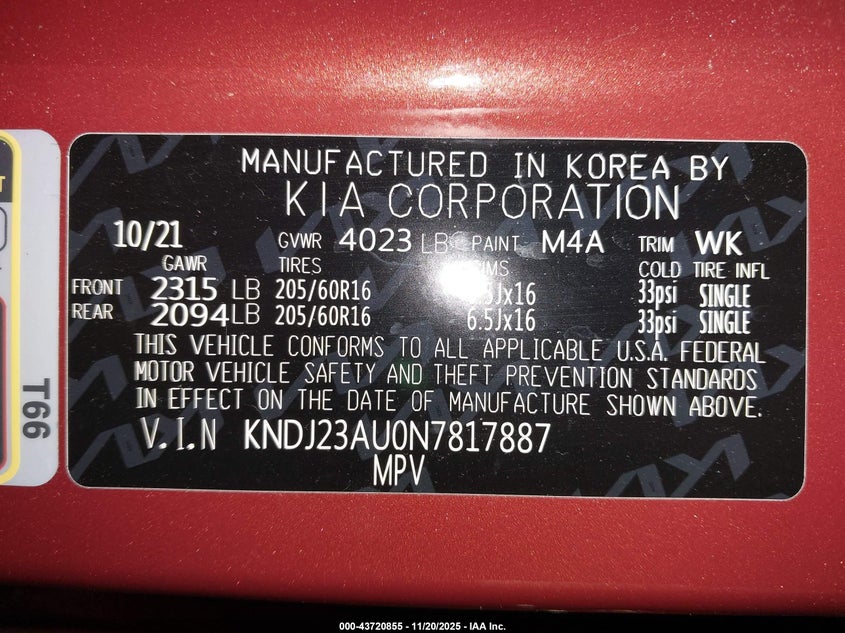 MANUFACTURED IN KOREA BY
KIA CORPORATION
10/21 GVWR 4023 LB PAINT M4A TRIM WK
GAWR TIRES COLD TIRE INFL
FRONT 2315 LB 205/60R16 Jx16 33psi SINGLE
REAR 2094 LB 205/60R16 6.5Jx16 33psi SINGLE
THIS VEHICLE CONFORMS TO ALL APPLICABLE U.S.A. FEDERAL
MOTOR VEHICLE SAFETY AND THEFT PREVENTION STANDARDS
IN EFFECT ON THE DATE OF MANUFACTURE SHOWN ABOVE.
V.I.N KNDJ23AU0N7817887
MPV
T66
000-43720855 - 11/20/2025 - IAA Inc.